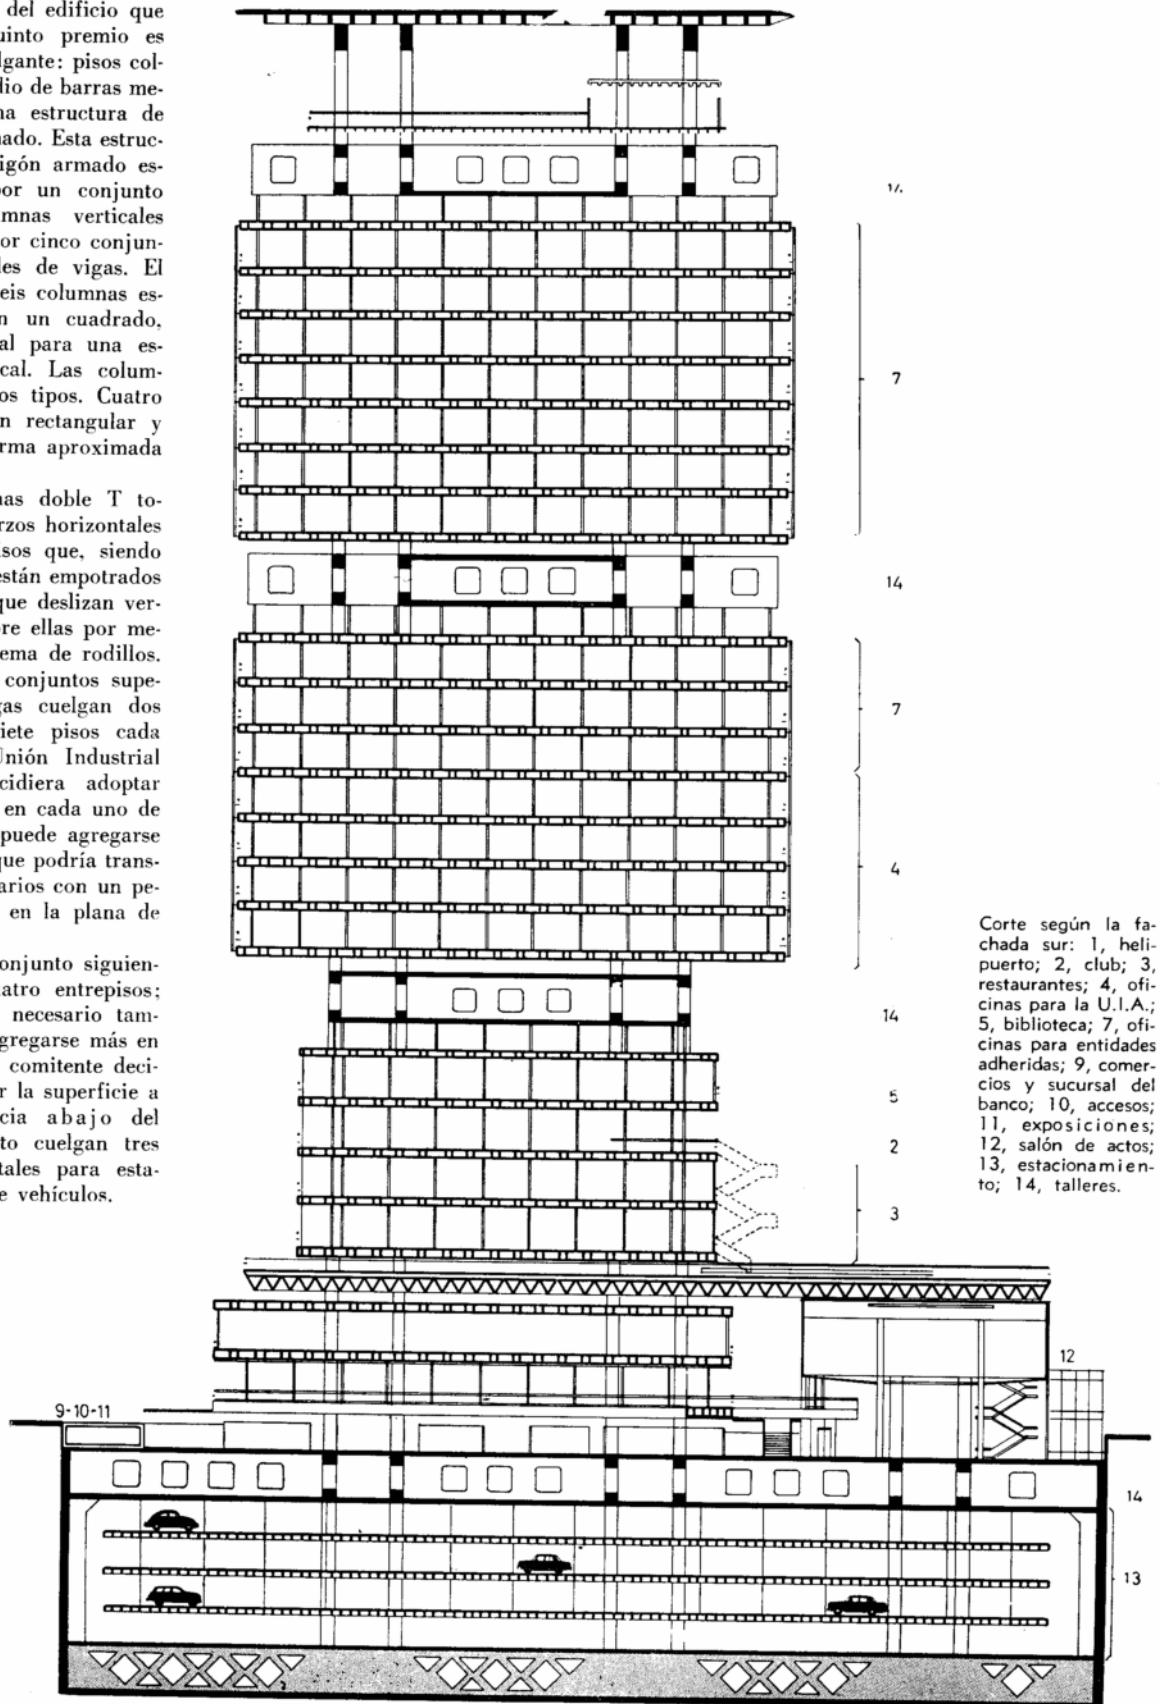 del edificio que
uinto premio es
lgante: pisos col-
dio de barras me-
na estructura de
nado. Esta estruc-
igón armado es-
por un conjunto
umnas verticales
or cinco conjun-
les de vigas. El
eis columnas es-
n un cuadrado,
al para una es-
cal. Las colum-
os tipos. Cuatro
n rectangular y
rma aproximada
nas doble T to-
rzos horizontales
isos que, siendo
están empotrados
que deslizan ver-
re ellas por me-
ema de rodillos.
conjuntos supe-
gas cuelgan dos
iete pisos cada
Unión Industrial
cidiera adoptar
en cada uno de
puede agregarse
que podría trans-
arios con un pe-
en la plana de
onjunto siguien-
atro entrepisos;
necesario tam-
gregarse más en
comitente deci-
r la superficie a
cia abajo del
to cuelgan tres
tales para esta-
e vehículos.
7
14
7
4
14
5
2
3
12
9-10-11
14
13
Corte según la fa-
chada sur: 1, heli-
puerto; 2, club; 3,
restaurantes; 4, ofi-
cinas para la U.I.A.;
5, biblioteca; 7, ofi-
cinas para entidades
adheridas; 9, comer-
cios y sucursal del
banco; 10, accesos;
11, exposiciones;
12, salón de actos;
13, estacionamien-
to; 14, talleres.